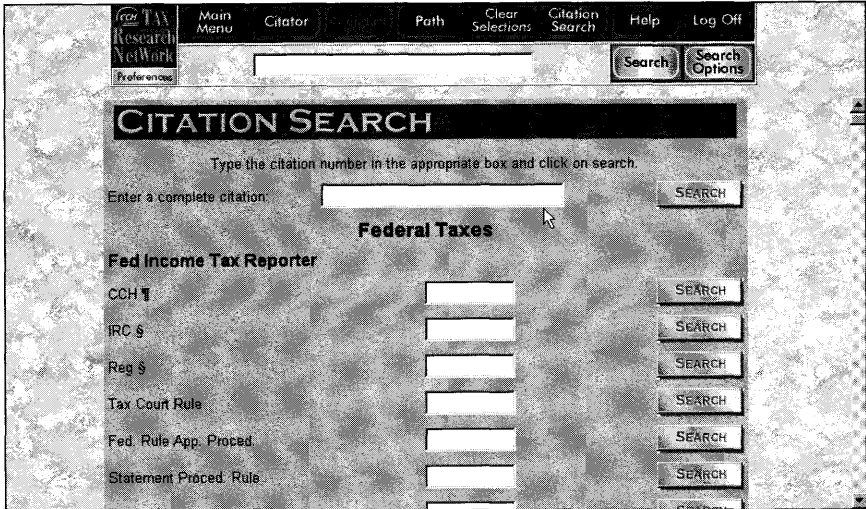 CCH TAX
Research
NetWork
Preferences
Main Menu
Citator
Path
Clear Selections
Citation Search
Help
Log Off
Search
Search Options
CITATION SEARCH
Type the citation number in the appropriate box and click on search.
Enter a complete citation: SEARCH
Federal Taxes
Fed Income Tax Reporter
CCH ¶ SEARCH
IRC § SEARCH
Reg § SEARCH
Tax Court Rule SEARCH
Fed. Rule App. Proced. SEARCH
Statement Proced. Rule SEARCH